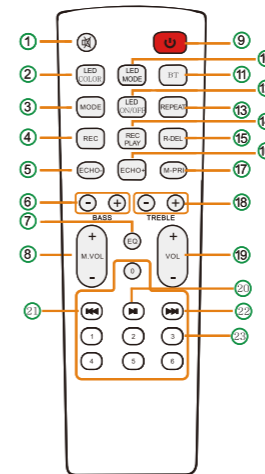 ① ⑨
② LED COLOR LED MODE BT ⑪
③ MODE LED ON/OFF REPEAT ⑬
④ REC REC PLAY R-DEL ⑮
⑤ ECHO- ECHO+ M-PRI ⑰
⑥ - + - + ⑱
BASS TREBLE
⑦ EQ
+ +
⑧ M.VOL VOL ⑲
- -
0 ⑳
㉑ ㉒
1 2 3 ㉓
4 5 6